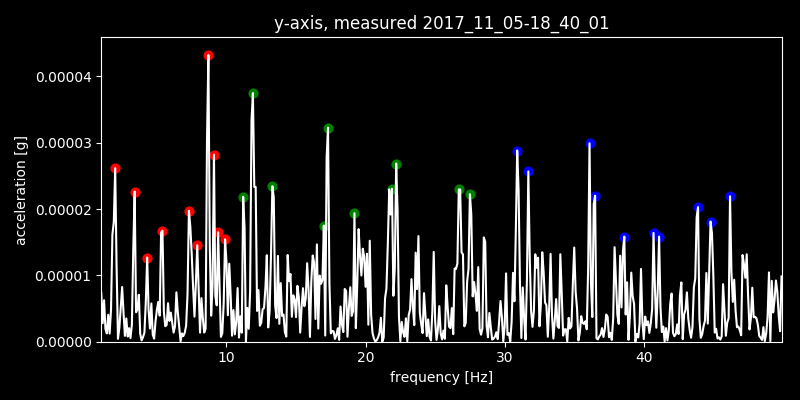 y-axis, measured 2017_11_05-18_40_01
acceleration [g]
0.00004
0.00003
0.00002
0.00001
0.00000
10 20 30 40
frequency [Hz]